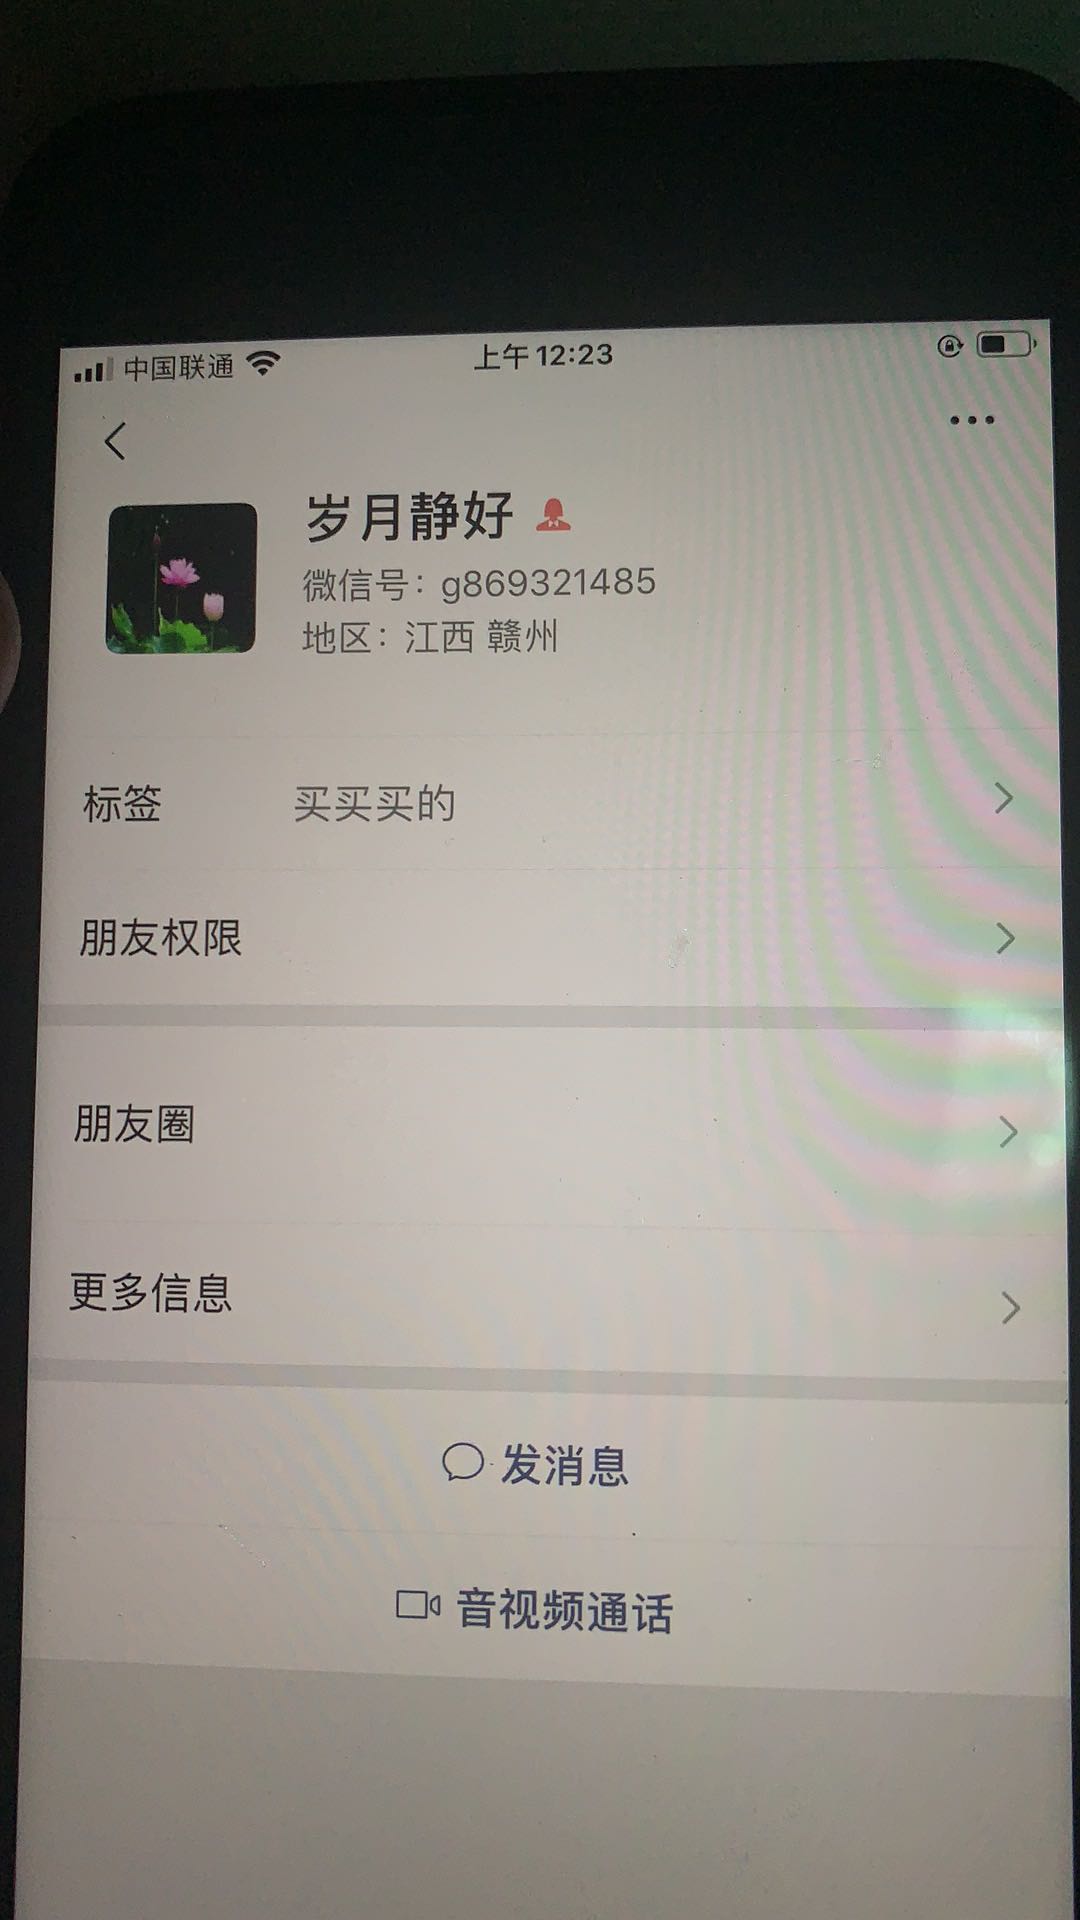 中国联通 上午12:23
岁月静好
微信号：g869321485
地区：江西 赣州
标签 买买买的
朋友权限
朋友圈
更多信息
发消息
音视频通话